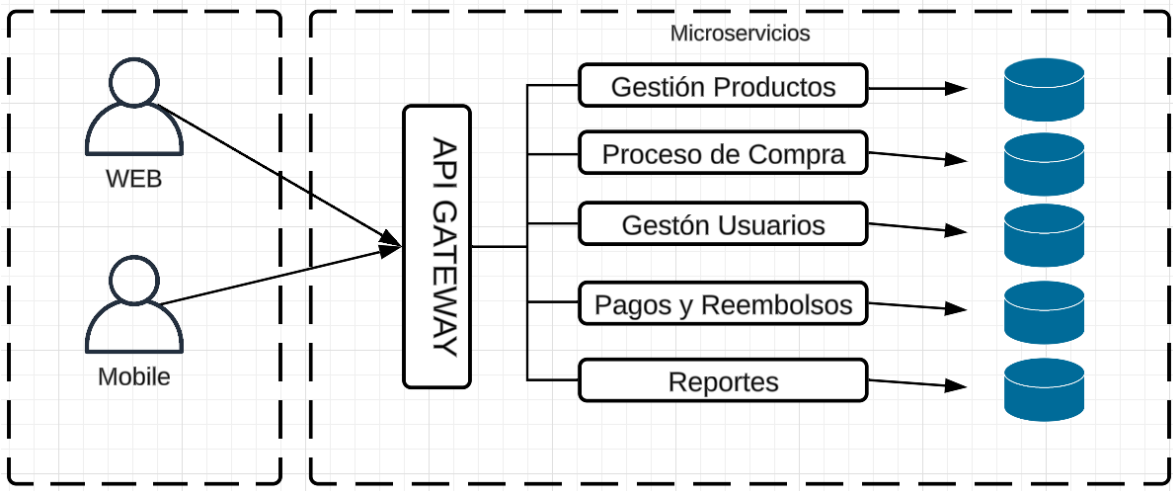 WEB
Mobile
API GATEWAY
Microservicios
Gestión Productos
Proceso de Compra
Gestón Usuarios
Pagos y Reembolsos
Reportes